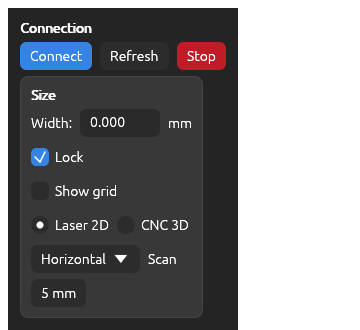 Connection
Connect Refresh Stop
Size
Width: 0.000 mm
Lock
Show grid
Laser 2D CNC 3D
Horizontal Scan
5 mm